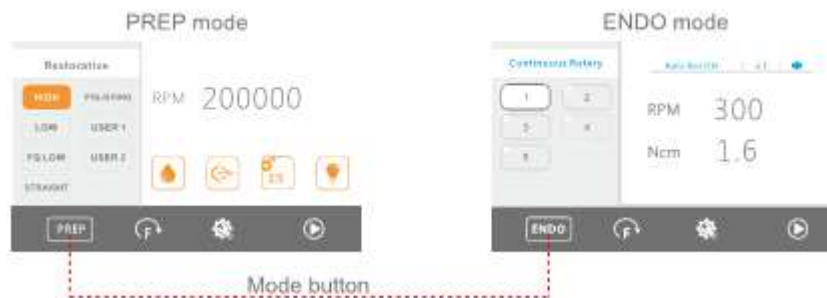 PREP mode
ENDO mode
Restorative
HIGH POLISHING
LOW USER 1
FG LOW USER 2
STRAIGHT
RPM 200000
PREP
F
Continuous Rotary
1 2
3 4
5
RPM 300
Ncm 1.6
ENDO
F
Mode button